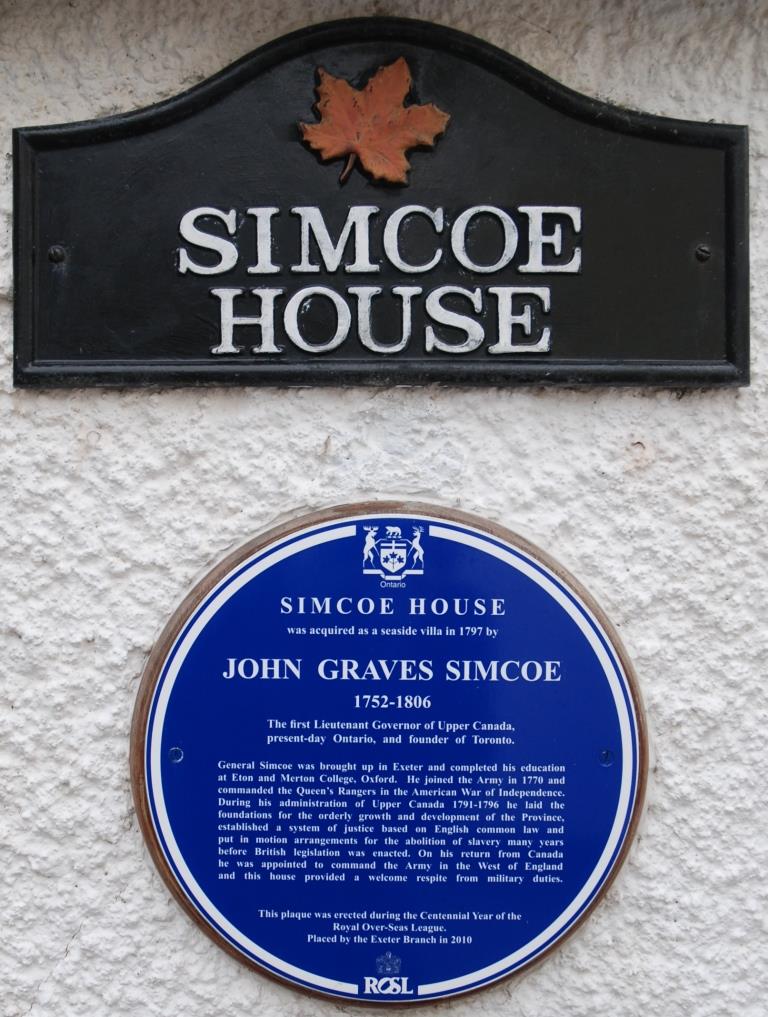 SIMCOE
HOUSE
Ontario
SIMCOE HOUSE
was acquired as a seaside villa in 1797 by
JOHN GRAVES SIMCOE
1752-1806
The first Lieutenant Governor of Upper Canada,
present-day Ontario, and founder of Toronto.
General Simcoe was brought up in Exeter and completed his education
at Eton and Merton College, Oxford. He joined the Army in 1770 and
commanded the Queen's Rangers in the American War of Independence.
During his administration of Upper Canada 1791-1796 he laid the
foundations for the orderly growth and development of the Province,
established a system of justice based on English common law and
put in motion arrangements for the abolition of slavery many years
before British legislation was enacted. On his return from Canada
he was appointed to command the Army in the West of England
and this house provided a welcome respite from military duties.
This plaque was erected during the Centennial Year of the
Royal Over-Seas League.
Placed by the Exeter Branch in 2010
ROSL